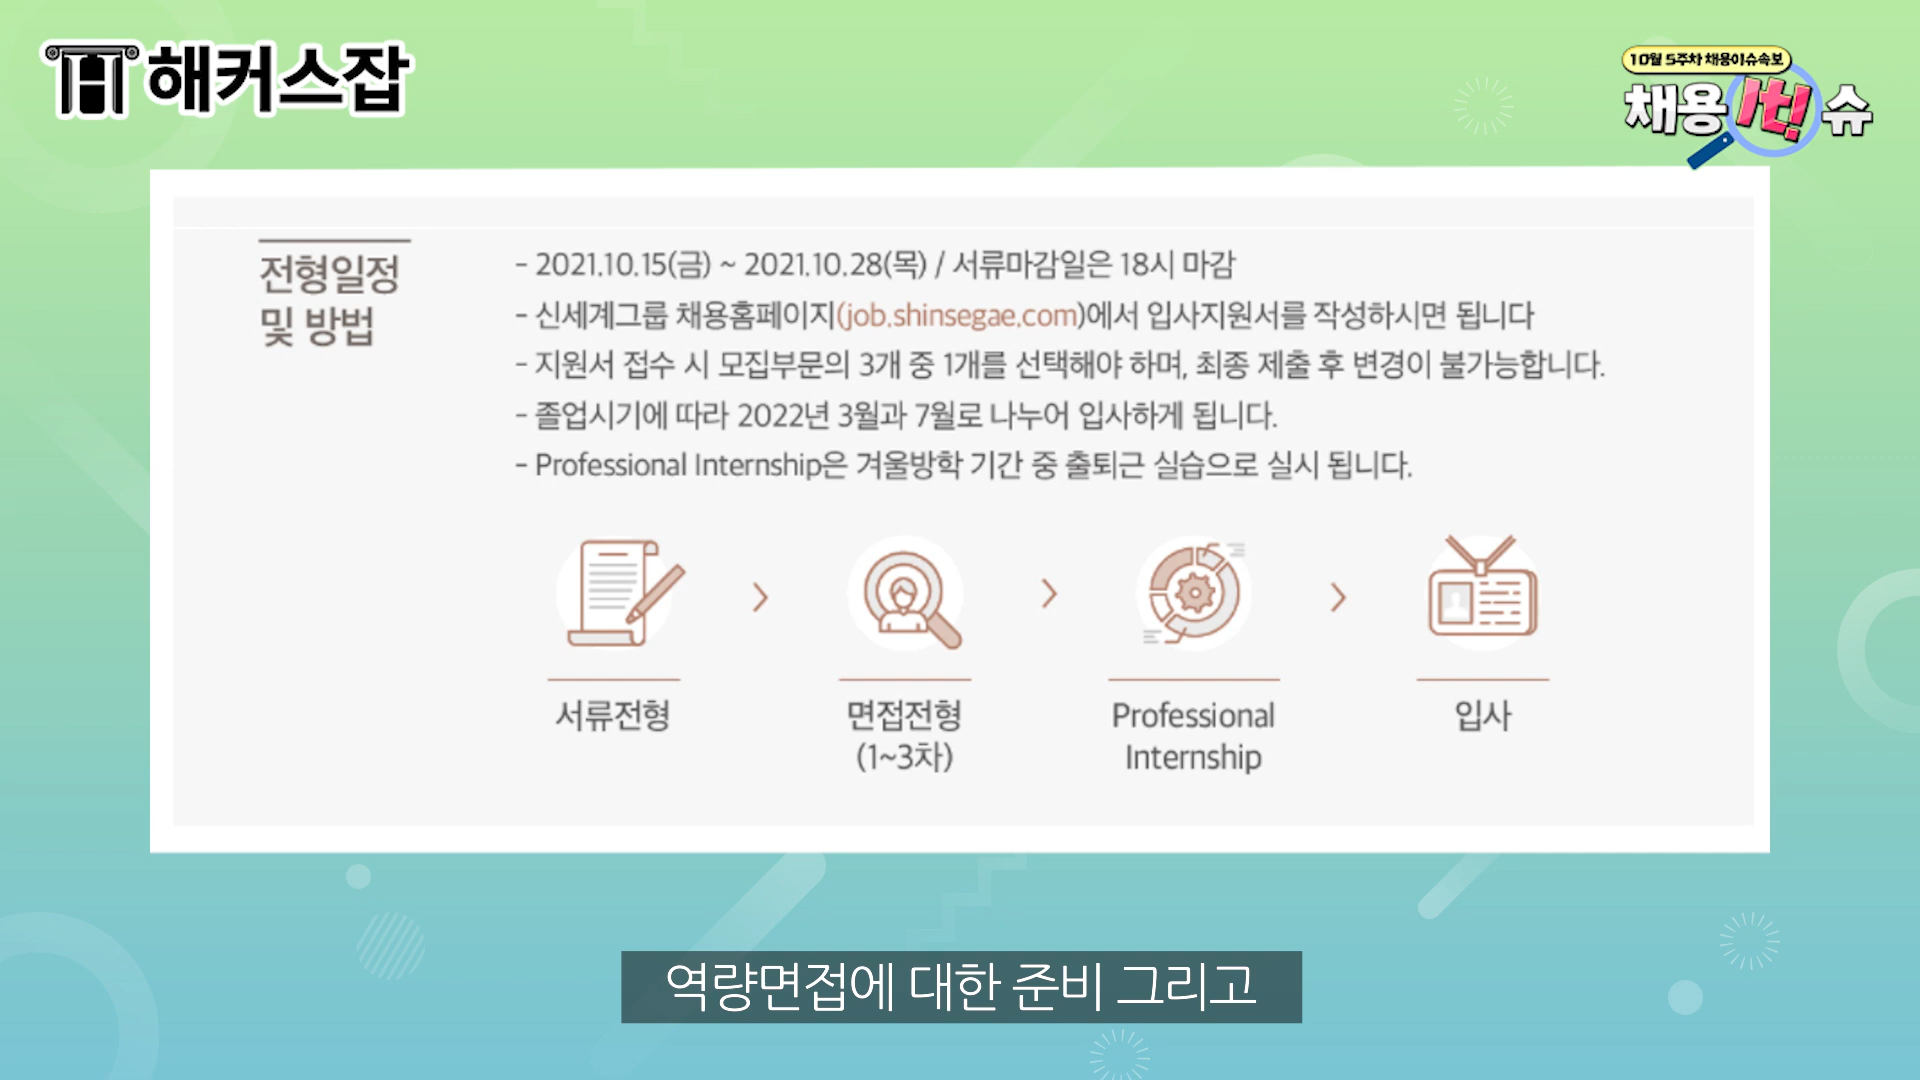 해커스잡
10월 5주차 채용이슈속보
채용잇!슈
전형일정
및 방법
- 2021.10.15(금) ~ 2021.10.28(목) / 서류마감일은 18시 마감
- 신세계그룹 채용홈페이지(job.shinsegae.com)에서 입사지원서를 작성하시면 됩니다
- 지원서 접수 시 모집부문의 3개 중 1개를 선택해야 하며, 최종 제출 후 변경이 불가능합니다.
- 졸업시기에 따라 2022년 3월과 7월로 나누어 입사하게 됩니다.
- Professional Internship은 겨울방학 기간 중 출퇴근 실습으로 실시 됩니다.
서류전형
면접전형
(1~3차)
Professional
Internship
입사
역량면접에 대한 준비 그리고